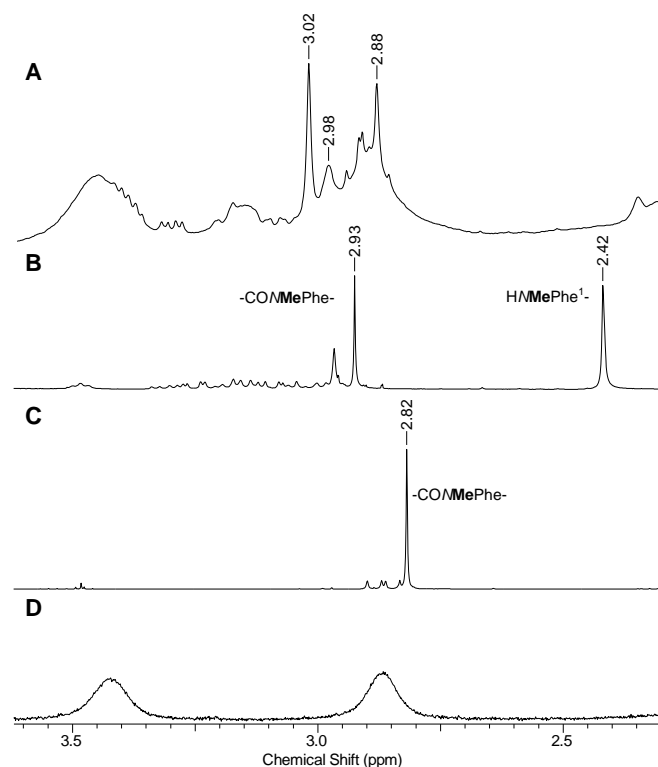 A
3.02
2.98
2.88
B
2.93
2.42
-CONMePhe-
HNMePhe¹-
C
2.82
-CONMePhe-
D
3.5
3.0
2.5
Chemical Shift (ppm)